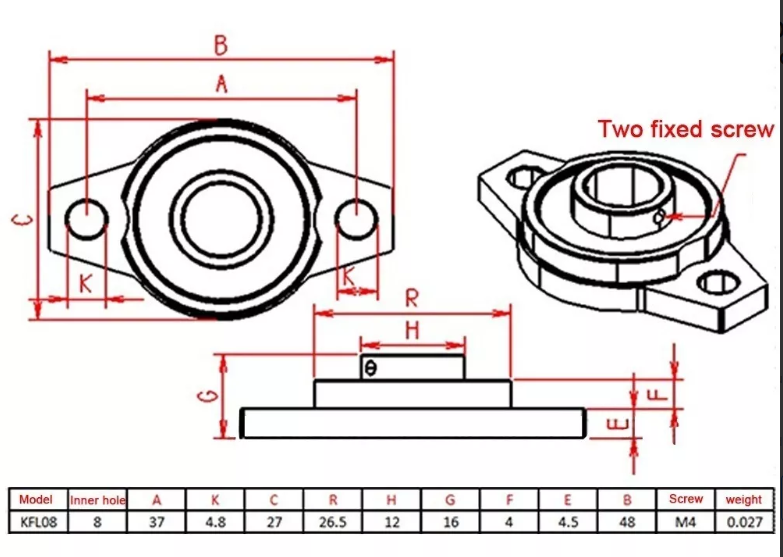 B
A
Two fixed screw
C
K
K
R
H
G
F
E
Model Inner hole A K C R H G F E B Screw weight
KFL08 8 37 4.8 27 26.5 12 16 4 4.5 48 M4 0.027